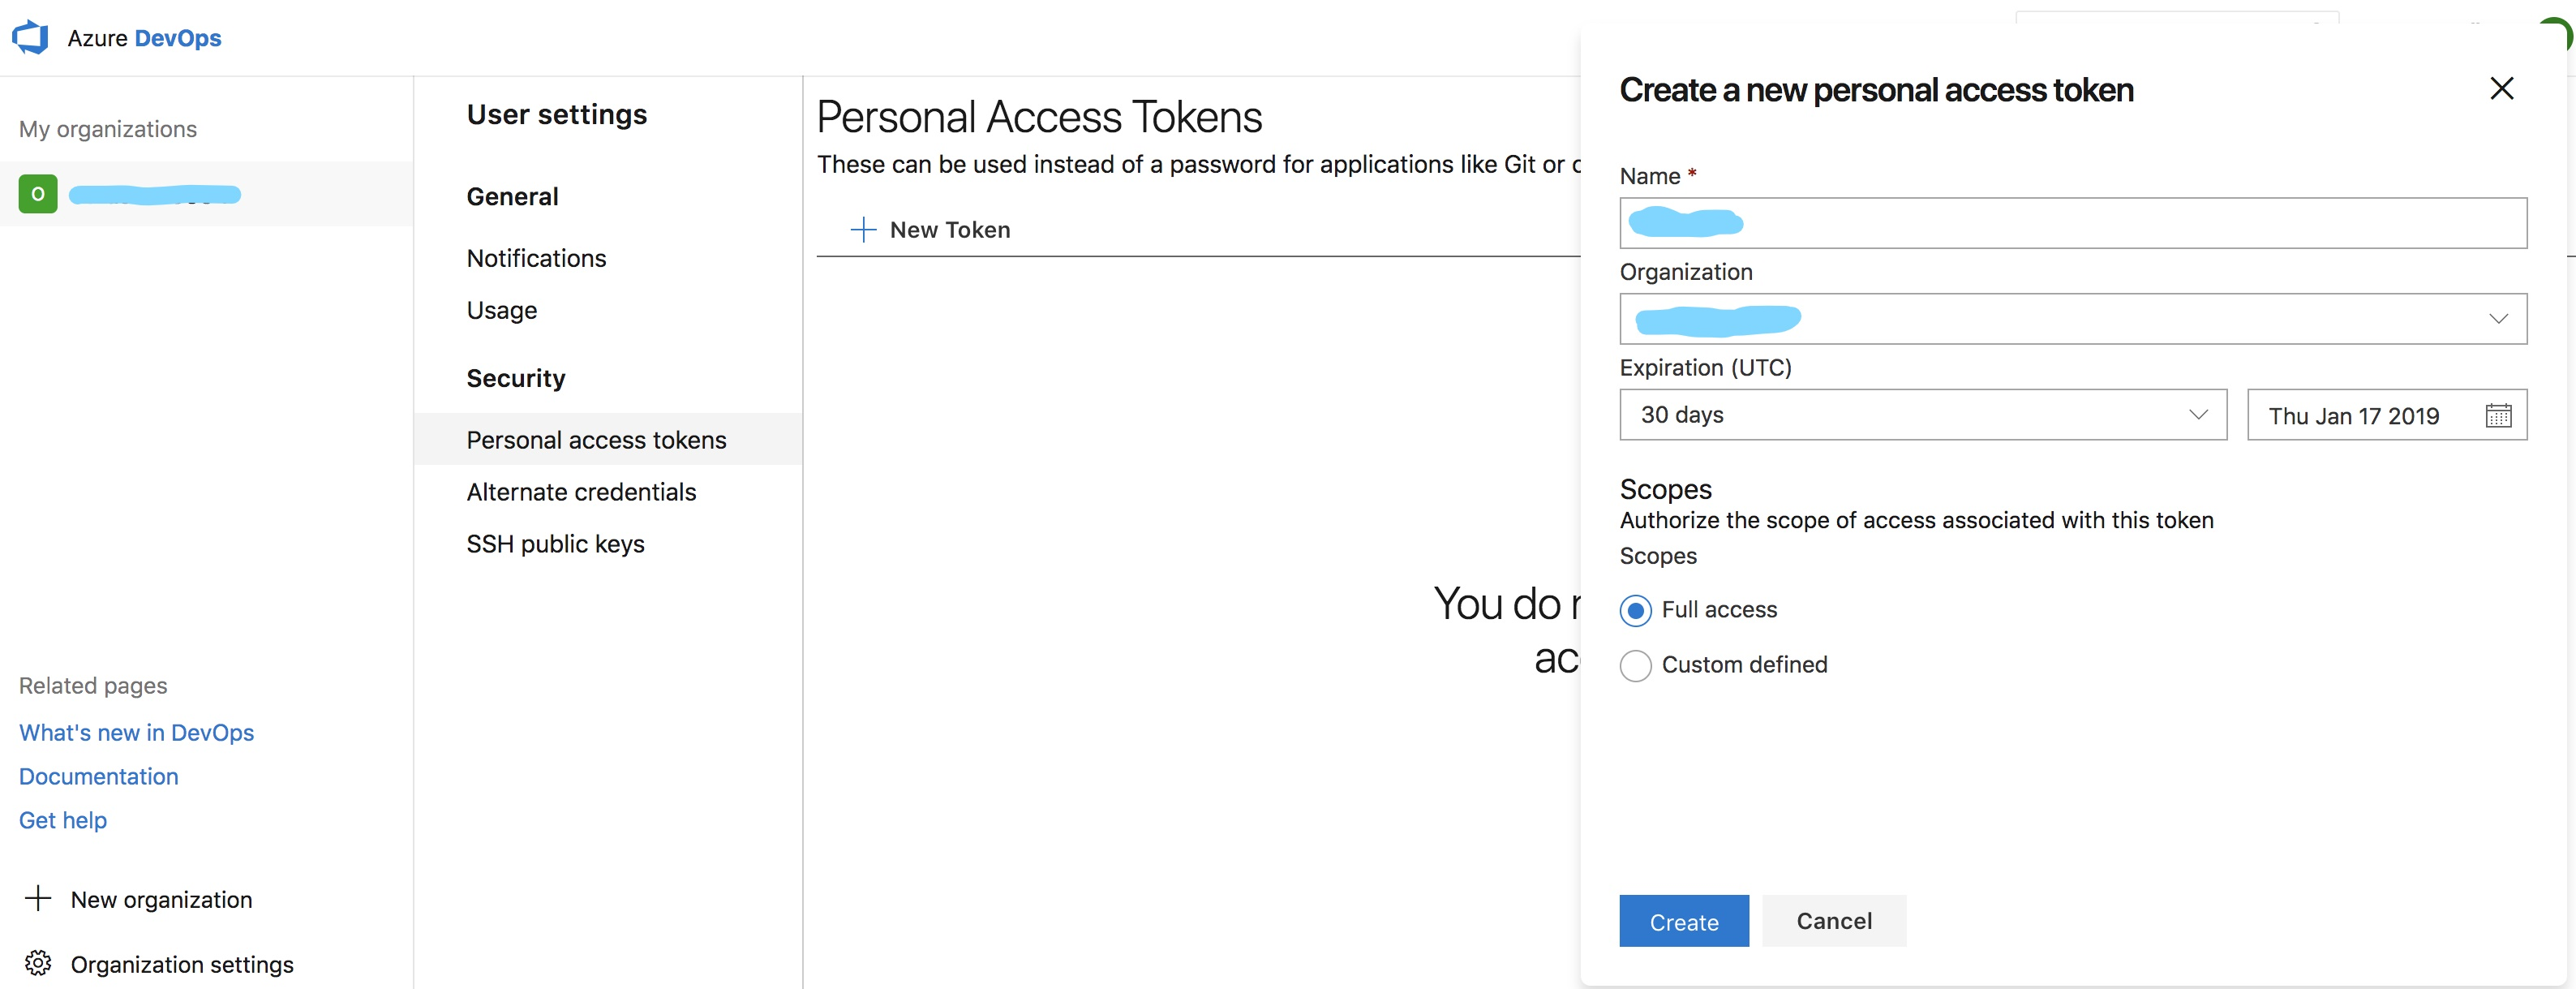 Azure DevOps
My organizations
O
Related pages
What's new in DevOps
Documentation
Get help
New organization
Organization settings
User settings
General
Notifications
Usage
Security
Personal access tokens
Alternate credentials
SSH public keys
Personal Access Tokens
These can be used instead of a password for applications like Git or
New Token
You do
Create a new personal access token
Name *
Organization
Expiration (UTC)
30 days
Thu Jan 17 2019
Scopes
Authorize the scope of access associated with this token
Scopes
Full access
Custom defined
Create
Cancel